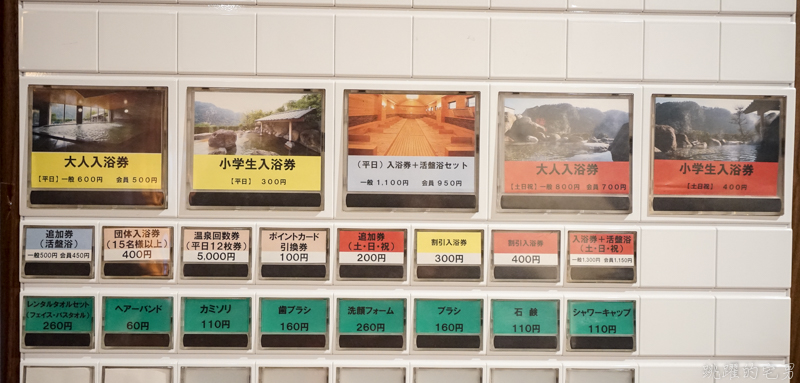 大人入浴券
【平日】一般 600円 会員 500円
小学生入浴券
【平日】 300円
(平日)入浴券+活盤浴セット
一般 1.100円 会員 950円
大人入浴券
【土日祝】一般 800円 会員 700円
小学生入浴券
【土日祝】 400円
追加券
(活盤浴)
一般500円 会員450円
団体入浴券
(15名様以上)
400円
温泉回数券
(平日12枚券)
5,000円
ポイントカード
引換券
100円
追加券
(土・日・祝)
200円
割引入浴券
300円
割引入浴券
400円
入浴券+活盤浴
(土・日・祝)
一般1.300円 会員1,150円
レンタルタオルセット
(フェイス・バスタオル)
260円
ヘアーバンド
60円
カミソリ
110円
歯ブラシ
160円
洗顔フォーム
260円
ブラシ
160円
石鹸
110円
シャワーキャップ
110円
跳躍的宅男